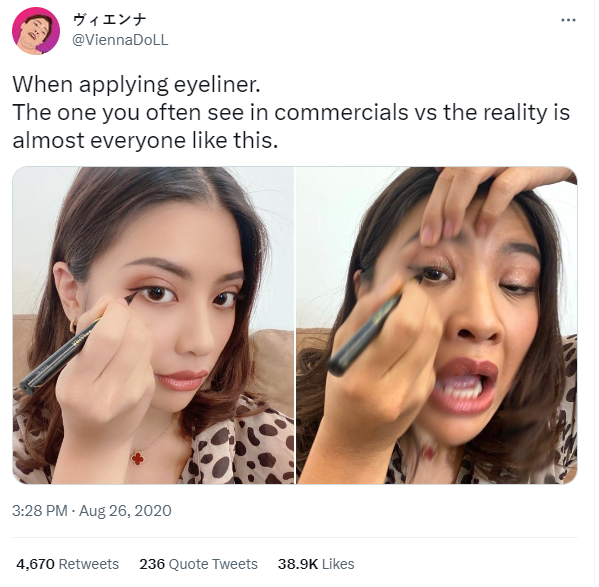 ヴィエンナ
@ViennaDoLL
When applying eyeliner.
The one you often see in commercials vs the reality is
almost everyone like this.
3:28 PM · Aug 26, 2020
4,670 Retweets 236 Quote Tweets 38.9K Likes